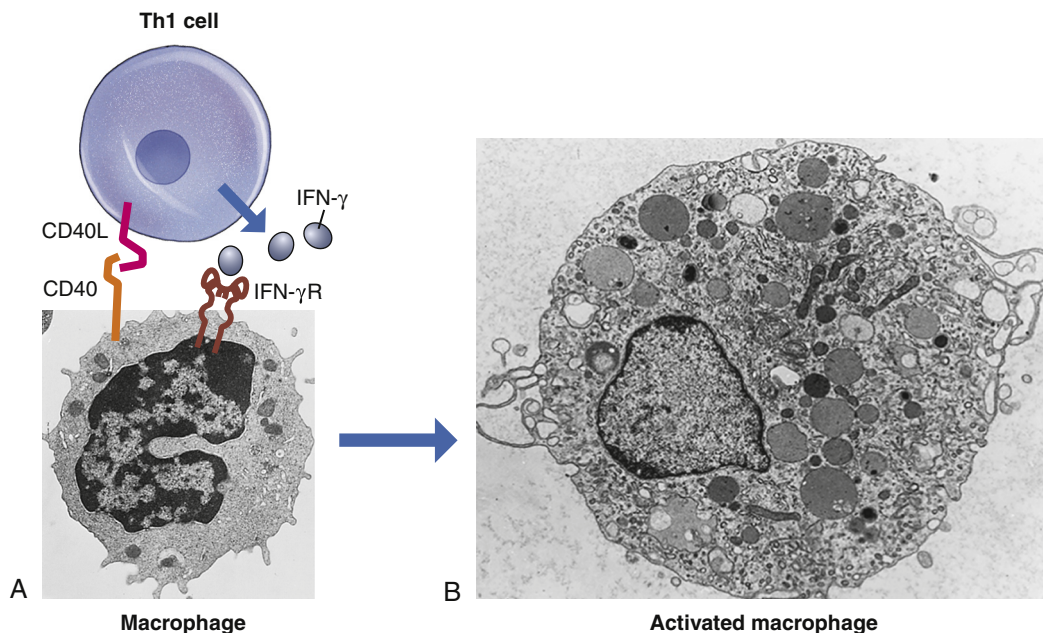 Th1 cell
IFN-γ
CD40L
CD40
IFN-γR
A
B
Macrophage
Activated macrophage